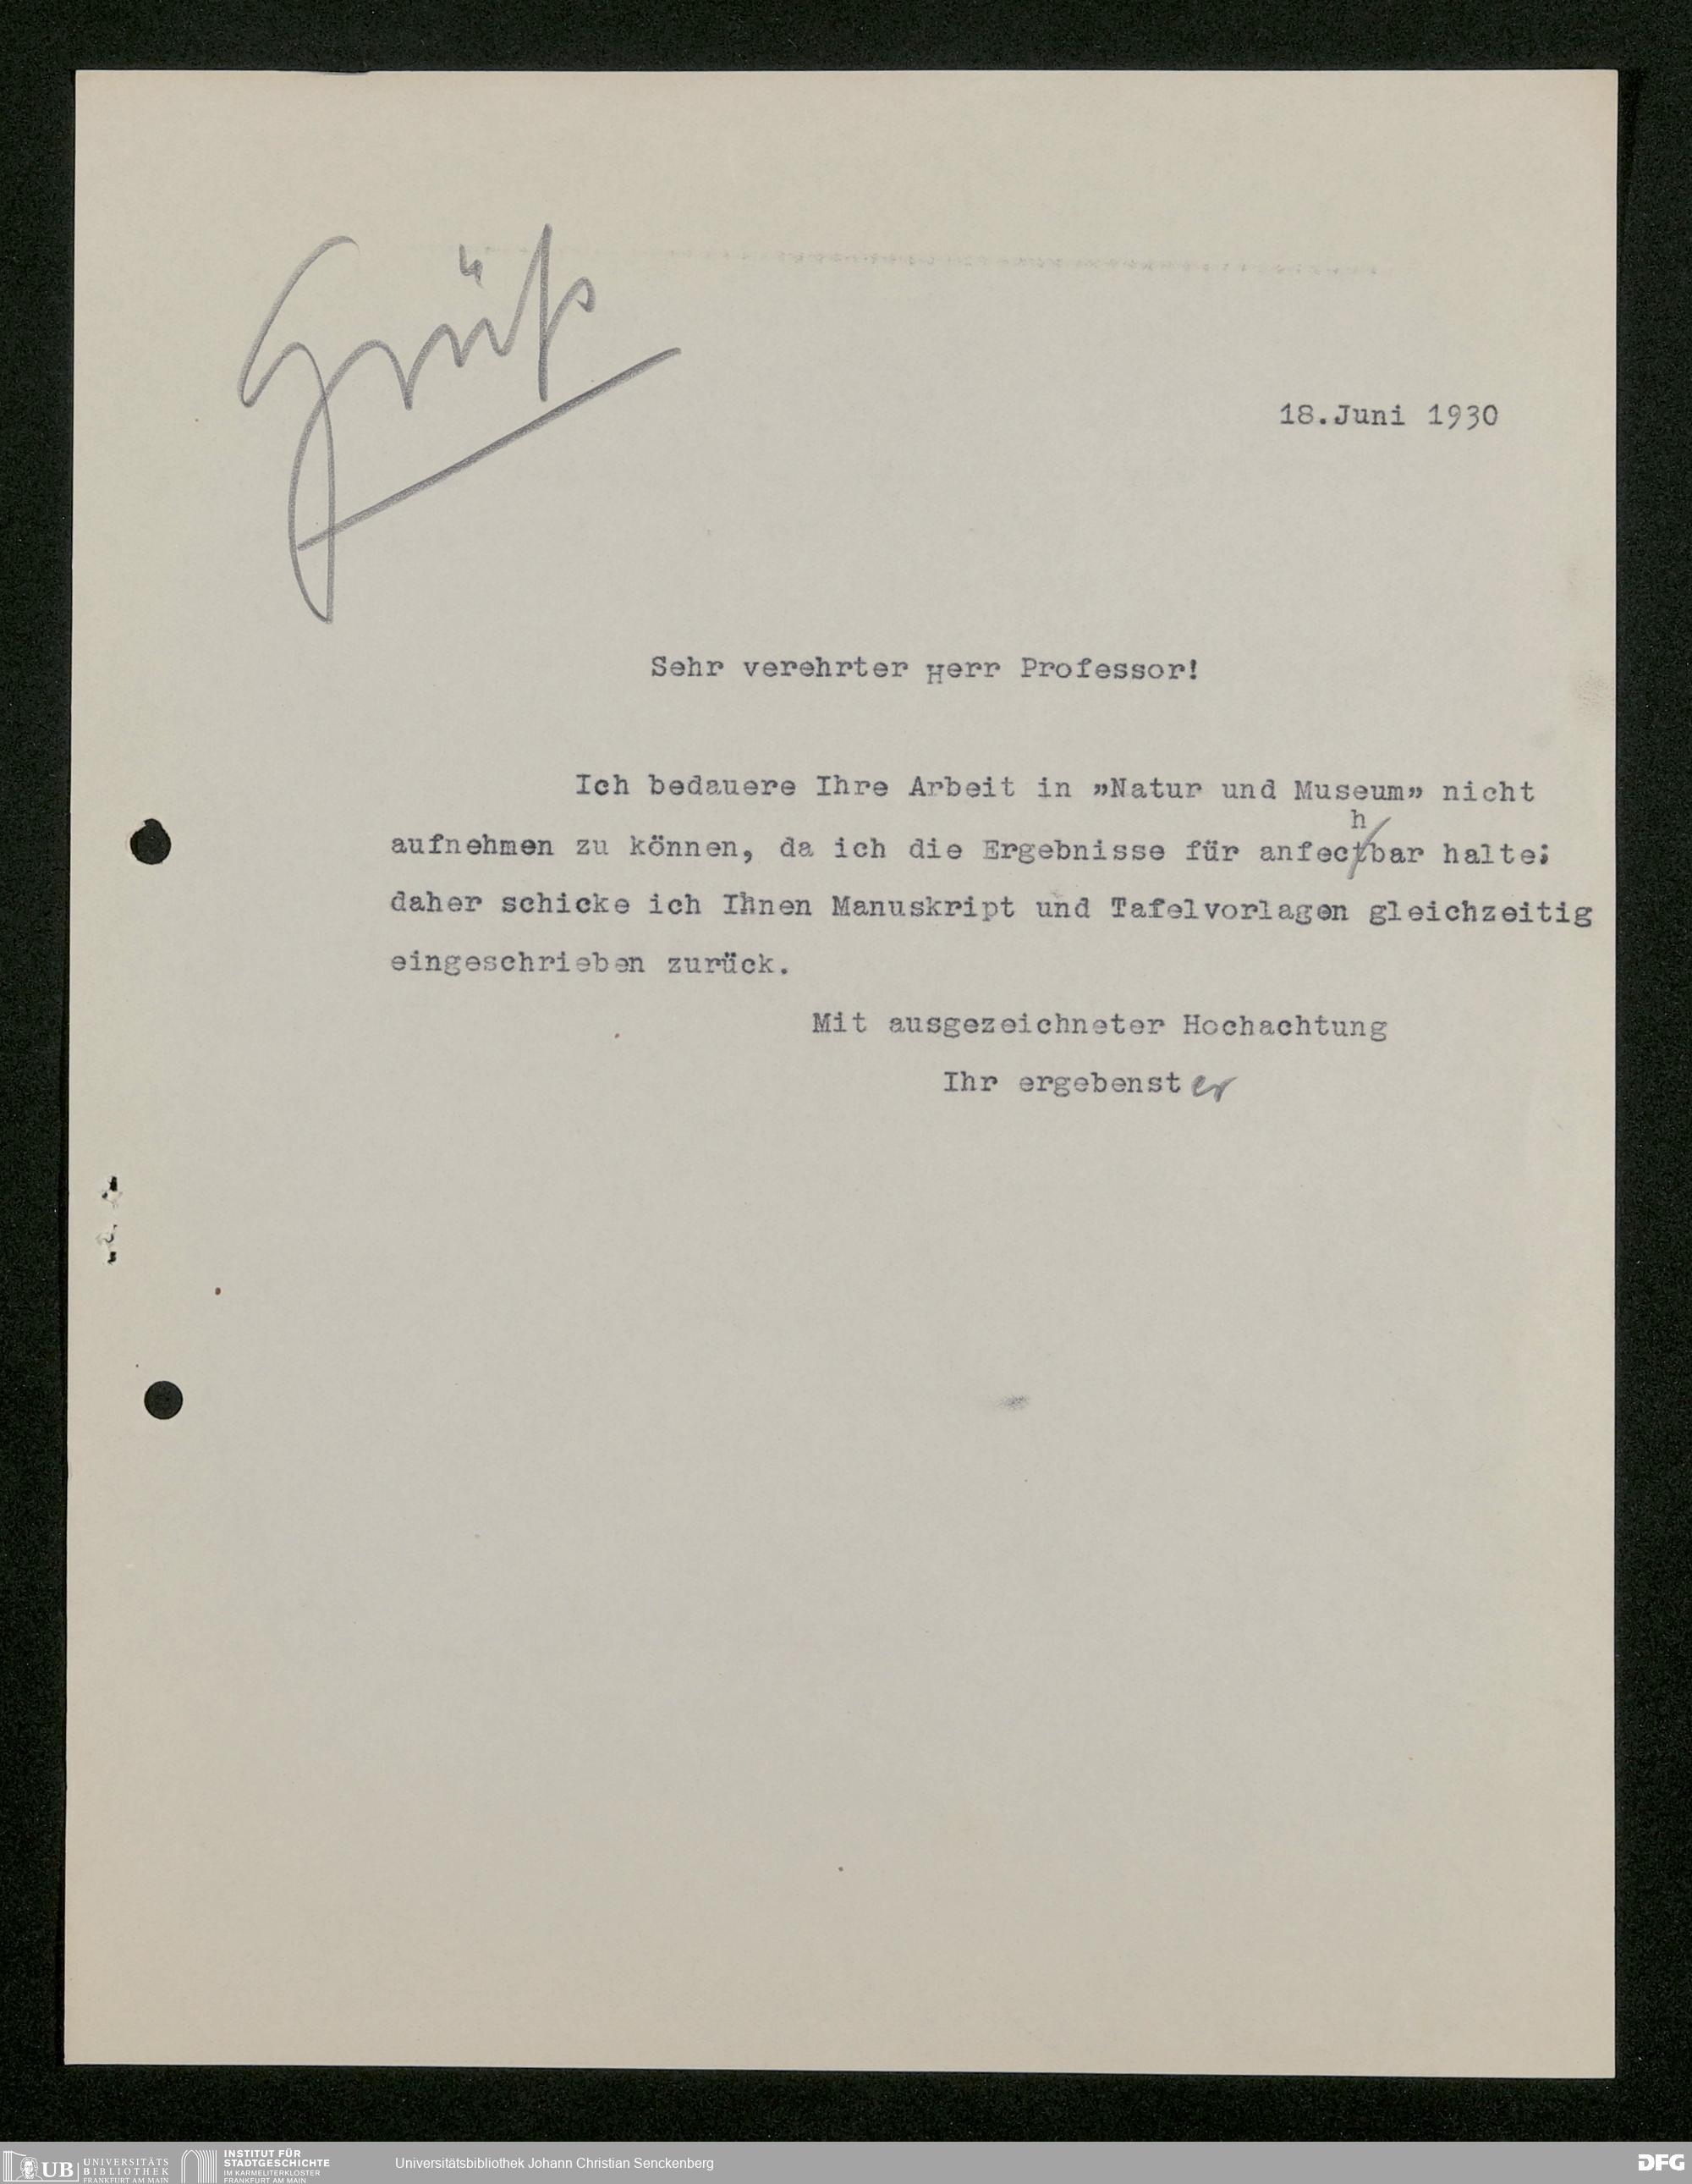 Grüß
18.Juni 1930
Sehr verehrter Herr Professor!
Ich bedauere Ihre Arbeit in »Natur und Museum» nicht
aufnehmen zu können, da ich die Ergebnisse für anfechtbar halte;
daher schicke ich Ihnen Manuskript und Tafelvorlagen gleichzeitig
eingeschrieben zurück.
Mit ausgezeichneter Hochachtung
Ihr ergebenster
UB UNIVERSITÄTS BIBLIOTHEK FRANKFURT AM MAIN
INSTITUT FÜR STADTGESCHICHTE IM KARMELITERKLOSTER FRANKFURT AM MAIN
Universitätsbibliothek Johann Christian Senckenberg
DFG